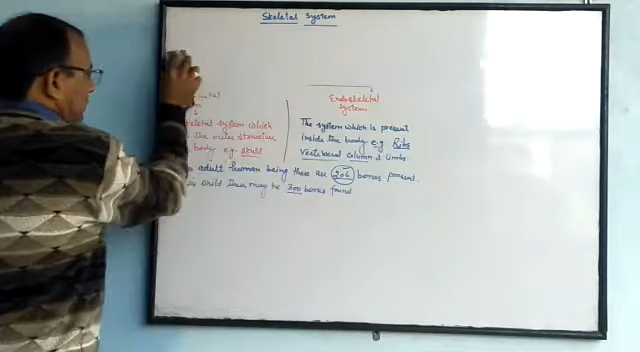 Skeletal System
Endoskeletal
System
skeletal system which
the outer structure
body e.g. skull
The system which is present
inside the body e.g. Ribs
Vertebral column & limbs
adult human being there are 206 bones present.
child there may be 300 bones found